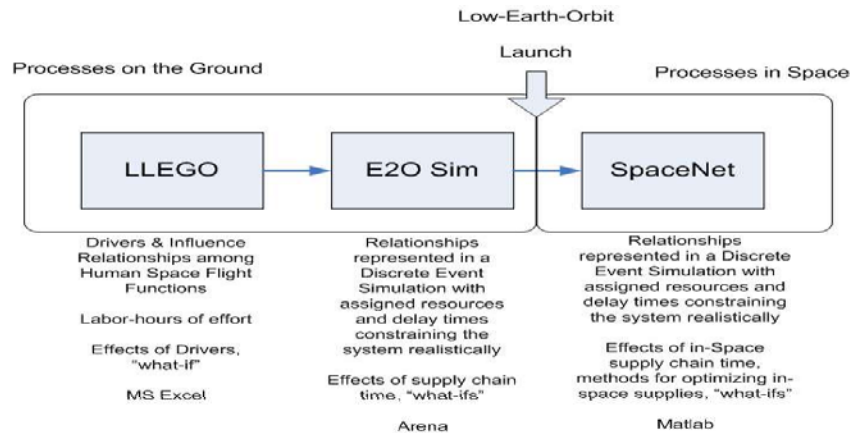 Low-Earth-Orbit
Launch
Processes on the Ground
Processes in Space
LLEGO
E2O Sim
SpaceNet
Drivers & Influence
Relationships among
Human Space Flight
Functions
Labor-hours of effort
Effects of Drivers,
"what-if"
MS Excel
Relationships
represented in a
Discrete Event
Simulation with
assigned resources
and delay times
constraining the
system realistically
Effects of supply chain
time, "what-ifs"
Arena
Relationships
represented in a Discrete
Event Simulation with
assigned resources and
delay times constraining
the system realistically
Effects of in-Space
supply chain time,
methods for optimizing in-
space supplies, "what-ifs"
Matlab